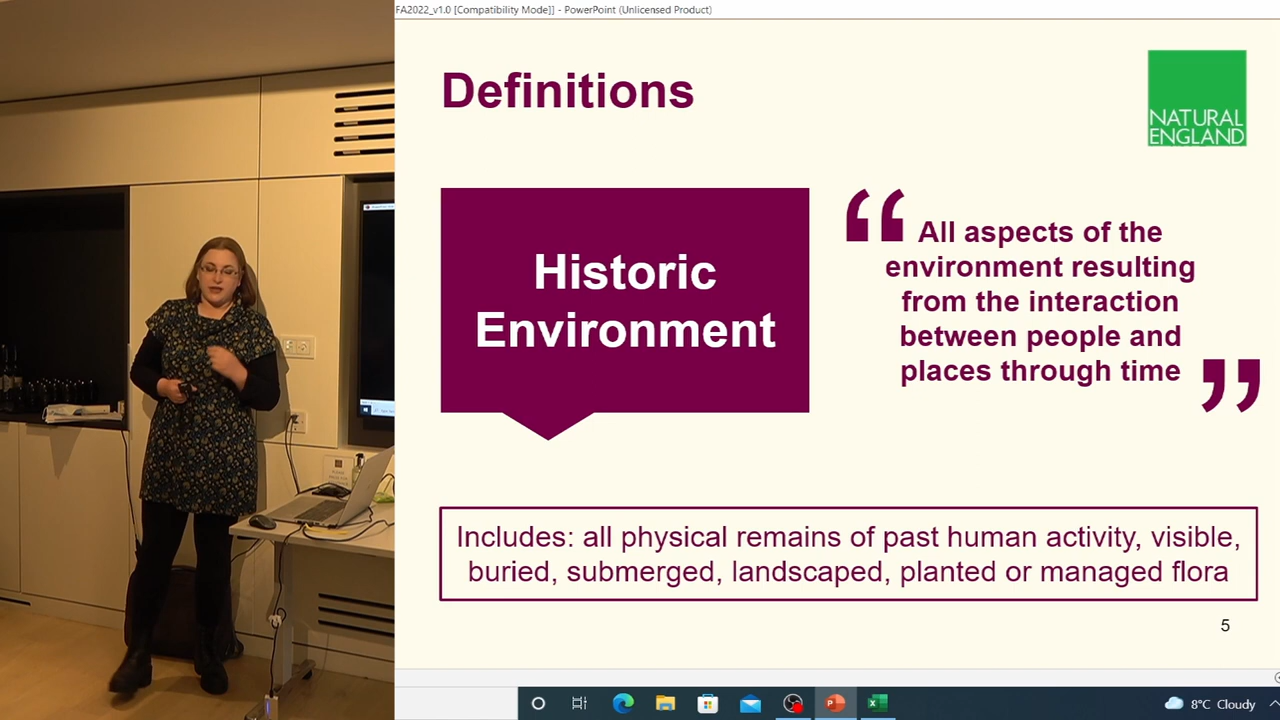 FA2022_v1.0 [Compatibility Mode]] - PowerPoint (Unlicensed Product)
Definitions
NATURAL
ENGLAND
Historic
Environment
“ All aspects of the
environment resulting
from the interaction
between people and
places through time ”
Includes: all physical remains of past human activity, visible,
buried, submerged, landscaped, planted or managed flora
5
8°C Cloudy